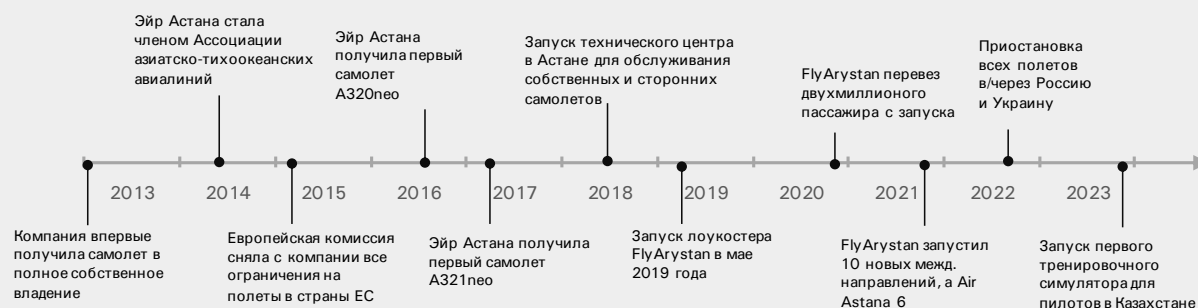 Эйр Астана стала
членом Ассоциации
азиатско-тихоокеанских
авиалиний
Эйр Астана
получила первый
самолет
A320neo
Запуск технического центра
в Астане для обслуживания
собственных и сторонних
самолетов
FlyArystan перевез
двухмиллионого
пассажира с запуска
Приостановка
всех полетов
в/через Россию
и Украину
2013
2014
2015
2016
2017
2018
2019
2020
2021
2022
2023
Компания впервые
получила самолет в
полное собственное
владение
Европейская комиссия
сняла с компании все
ограничения на
полеты в страны ЕС
Эйр Астана получила
первый самолет
A321neo
Запуск лоукостера
FlyArystan в мае
2019 года
FlyArystan запустил
10 новых межд.
направлений, а Air
Astana 6
Запуск первого
тренировочного
симулятора для
пилотов в Казахстане